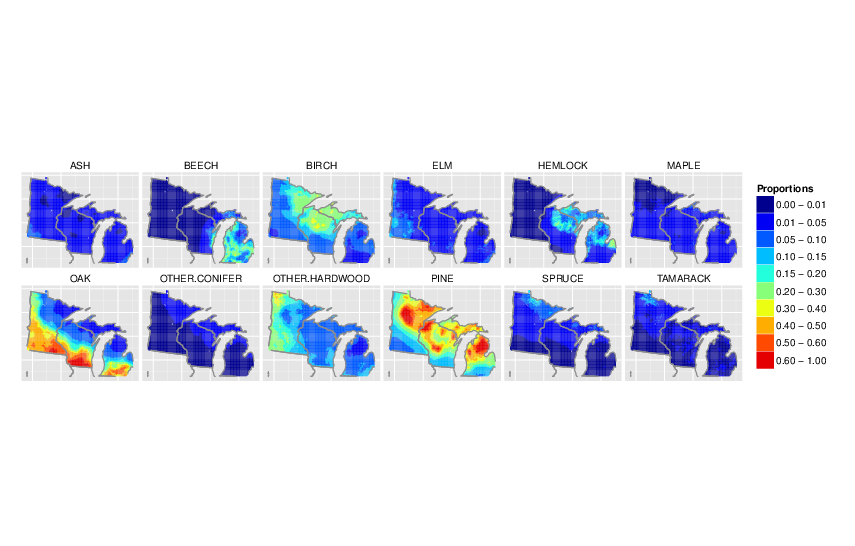 ASH BEECH BIRCH ELM HEMLOCK MAPLE
OAK OTHER.CONIFER OTHER.HARDWOOD PINE SPRUCE TAMARACK
Proportions
0.00 – 0.01
0.01 – 0.05
0.05 – 0.10
0.10 – 0.15
0.15 – 0.20
0.20 – 0.30
0.30 – 0.40
0.40 – 0.50
0.50 – 0.60
0.60 – 1.00